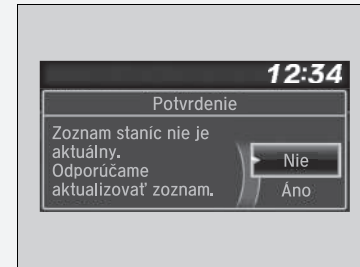 12:34
Potvrdenie
Zoznam staníc nie je
aktuálny.
Odporúčame
aktualizovať zoznam.
Nie
Áno